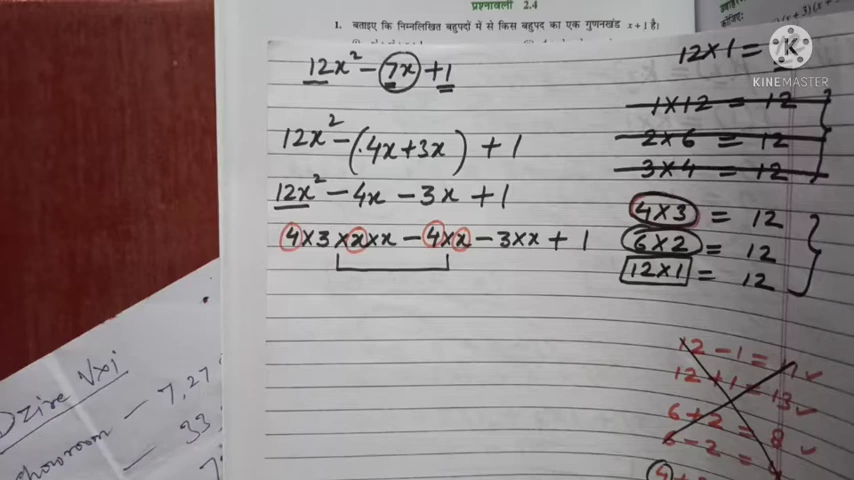 प्रश्नावली 2.4
1. बताइए कि निम्नलिखित बहुपदों में से किस बहुपद का एक गुणनखंड x + 1 है।
12x² - 7x + 1
12x² - (4x + 3x) + 1
12x² - 4x - 3x + 1
4 × 3 × x × x - 4 × x - 3 × x + 1
12 × 1 =
KINEMASTER
1 × 12 = 12
2 × 6 = 12
3 × 4 = 12
4 × 3 = 12
6 × 2 = 12
12 × 1 = 12
12 - 1 =
12 + 1 = 13
6 + 2 = 8
6 - 2 =
Dzire Vxi
showroom - 7,27
- 33